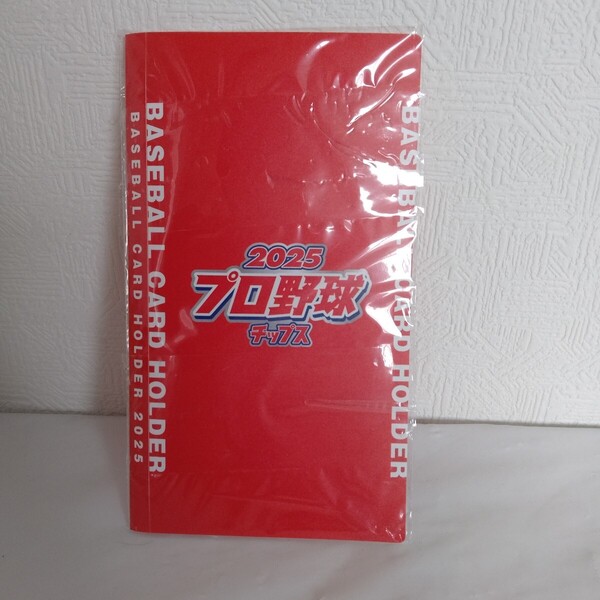 BASEBALL CARD HOLDER
BASEBALL CARD HOLDER 2025
2025
プロ野球
チップス
BASEBALL CARD HOLDER